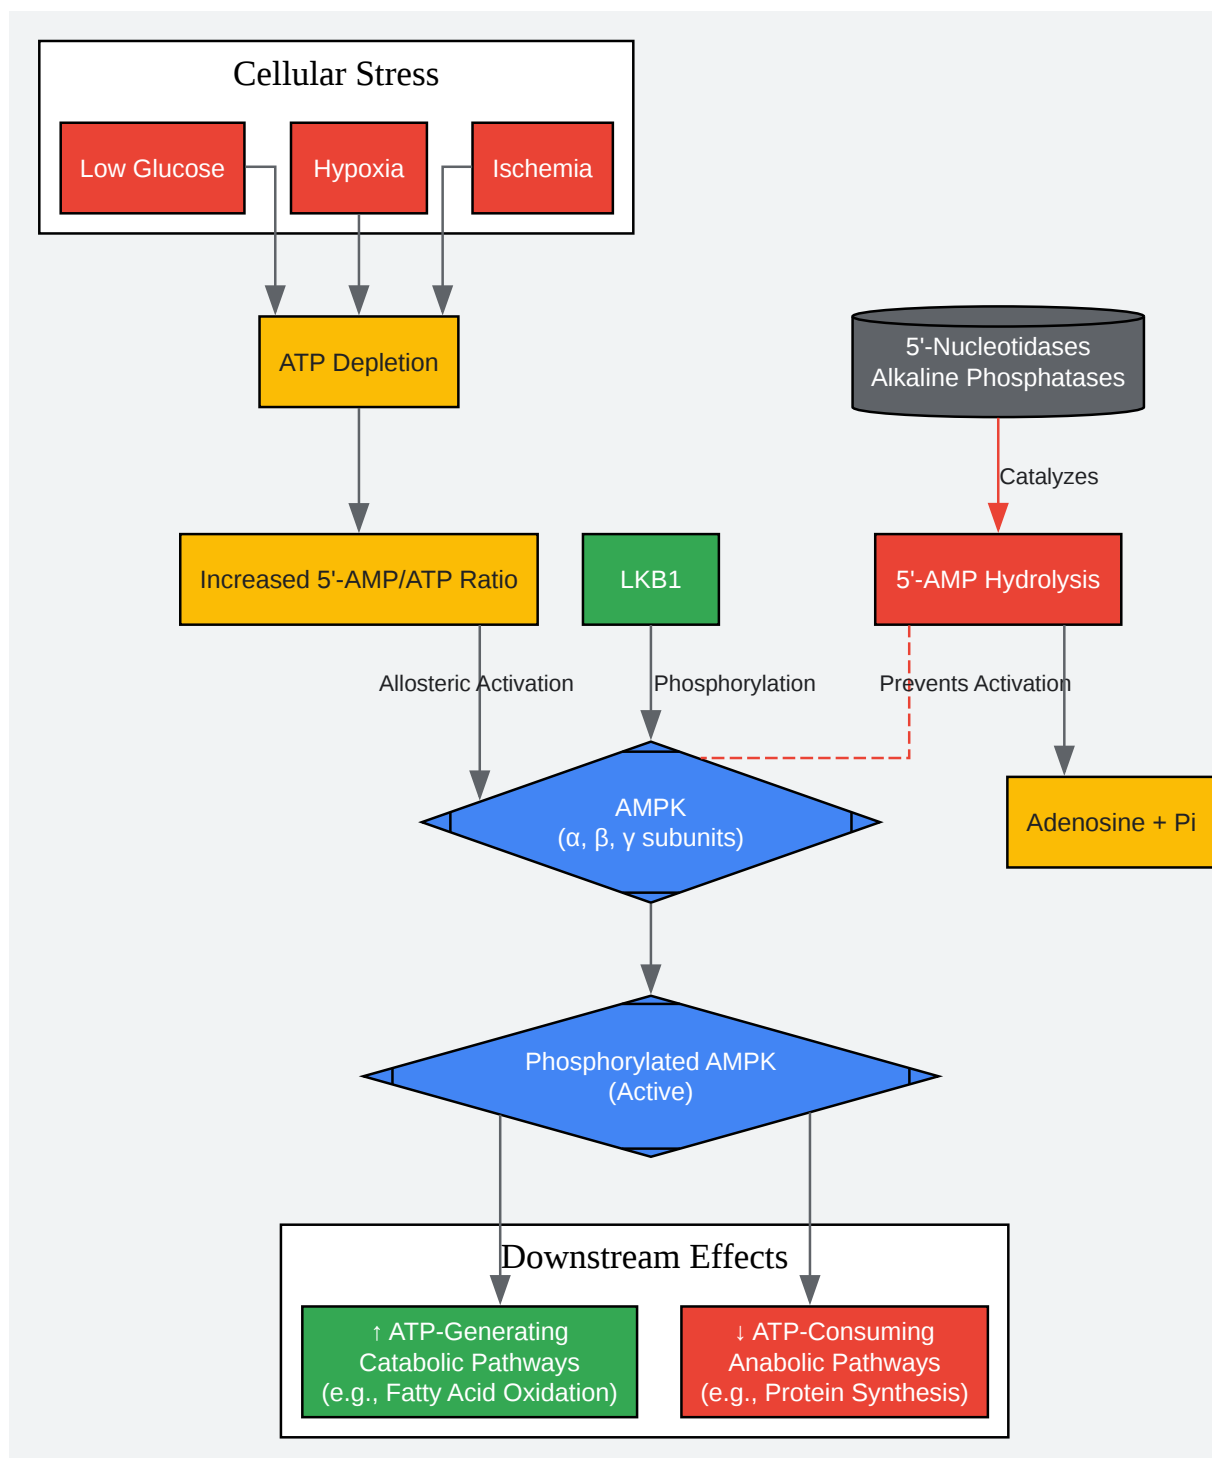 Cellular Stress
Low Glucose
Hypoxia
Ischemia
ATP Depletion
5'-Nucleotidases
Alkaline Phosphatases
Catalyzes
Increased 5'-AMP/ATP Ratio
LKB1
5'-AMP Hydrolysis
Allosteric Activation
Phosphorylation
Prevents Activation
AMPK
(α, β, γ subunits)
Adenosine + Pi
Phosphorylated AMPK
(Active)
Downstream Effects
↑ ATP-Generating
Catabolic Pathways
(e.g., Fatty Acid Oxidation)
↓ ATP-Consuming
Anabolic Pathways
(e.g., Protein Synthesis)